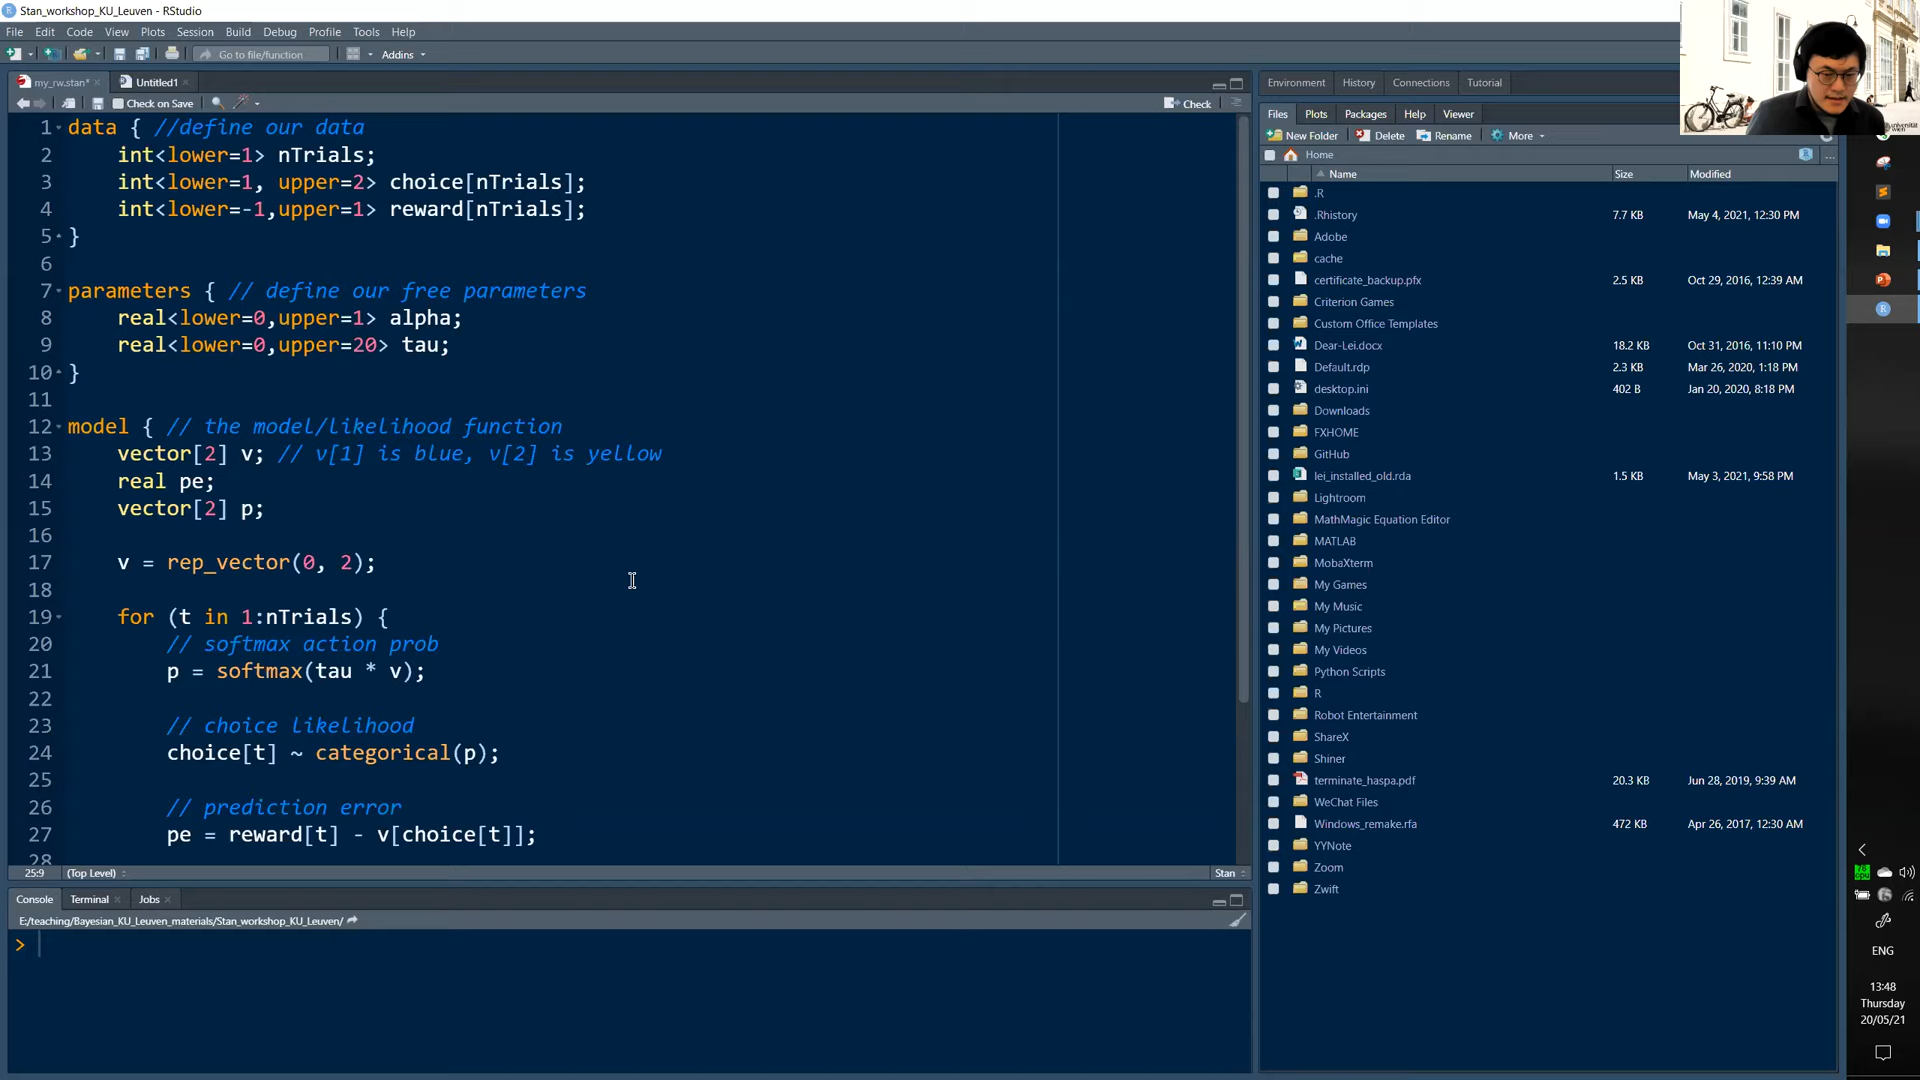 Stan_workshop_KU_Leuven - RStudio
File Edit Code View Plots Session Build Debug Profile Tools Help
Go to file/function Addins
my_rw.stan* Untitled1
Check on Save Check
1 data { //define our data
2 int<lower=1> nTrials;
3 int<lower=1, upper=2> choice[nTrials];
4 int<lower=-1,upper=1> reward[nTrials];
5 }
6
7 parameters { // define our free parameters
8 real<lower=0,upper=1> alpha;
9 real<lower=0,upper=20> tau;
10 }
11
12 model { // the model/likelihood function
13 vector[2] v; // v[1] is blue, v[2] is yellow
14 real pe;
15 vector[2] p;
16
17 v = rep_vector(0, 2);
18
19 for (t in 1:nTrials) {
20 // softmax action prob
21 p = softmax(tau * v);
22
23 // choice likelihood
24 choice[t] ~ categorical(p);
25
26 // prediction error
27 pe = reward[t] - v[choice[t]];
28
25:9 (Top Level) Stan
Console Terminal Jobs
E:/teaching/Bayesian_KU_Leuven_materials/Stan_workshop_KU_Leuven/
>
Environment History Connections Tutorial
Files Plots Packages Help Viewer
New Folder Delete Rename More
Home ...
Name Size Modified
.R
.Rhistory 7.7 KB May 4, 2021, 12:30 PM
Adobe
cache
certificate_backup.pfx 2.5 KB Oct 29, 2016, 12:39 AM
Criterion Games
Custom Office Templates
Dear-Lei.docx 18.2 KB Oct 31, 2016, 11:10 PM
Default.rdp 2.3 KB Mar 26, 2020, 1:18 PM
desktop.ini 402 B Jan 20, 2020, 8:18 PM
Downloads
FXHOME
GitHub
lei_installed_old.rda 1.5 KB May 3, 2021, 9:58 PM
Lightroom
MathMagic Equation Editor
MATLAB
MobaXterm
My Games
My Music
My Pictures
My Videos
Python Scripts
R
Robot Entertainment
ShareX
Shiner
terminate_haspa.pdf 20.3 KB Jun 28, 2019, 9:39 AM
WeChat Files
Windows_remake.rfa 472 KB Apr 26, 2017, 12:30 AM
YYNote
Zoom
Zwift
universität
wien
ENG
13:48
Thursday
20/05/21